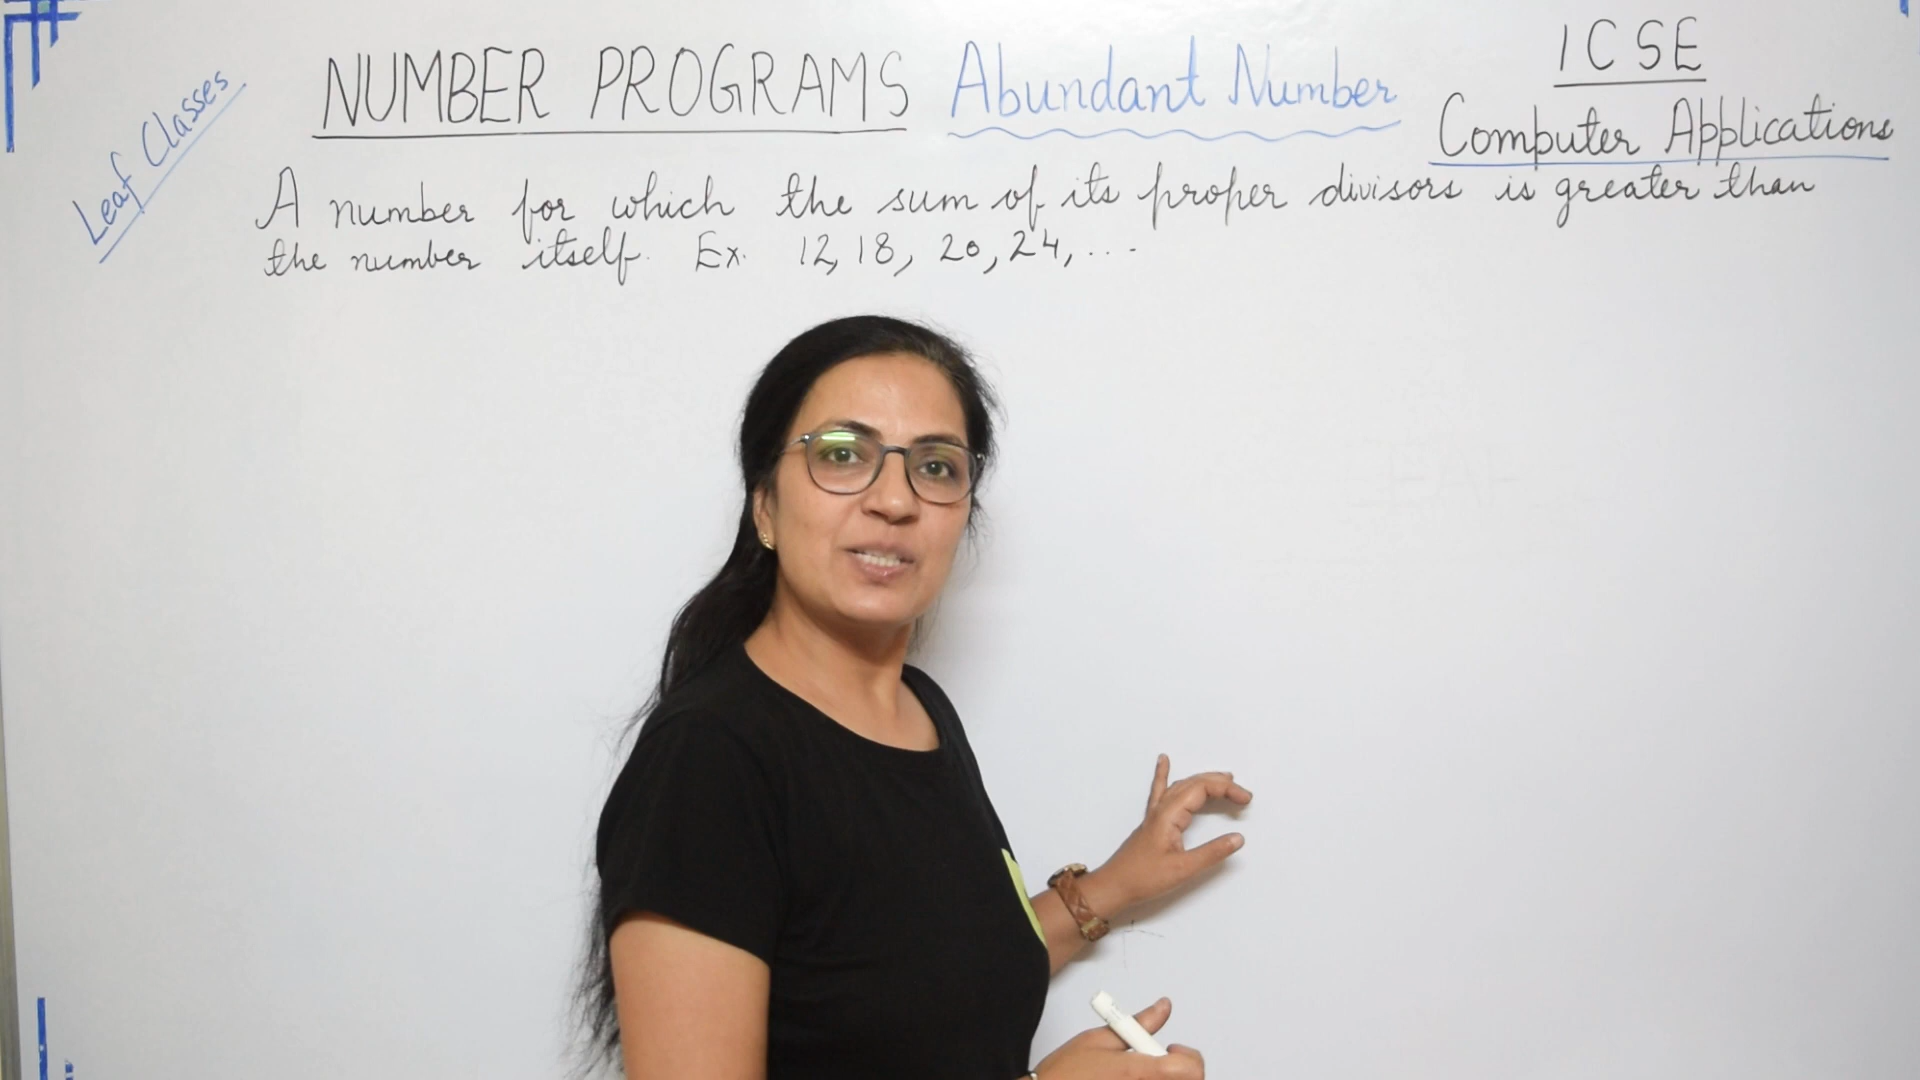 Leaf Classes
NUMBER PROGRAMS Abundant Number
ICSE
Computer Applications
A number for which the sum of its proper divisors is greater than
the number itself. Ex. 12, 18, 20, 24, ...